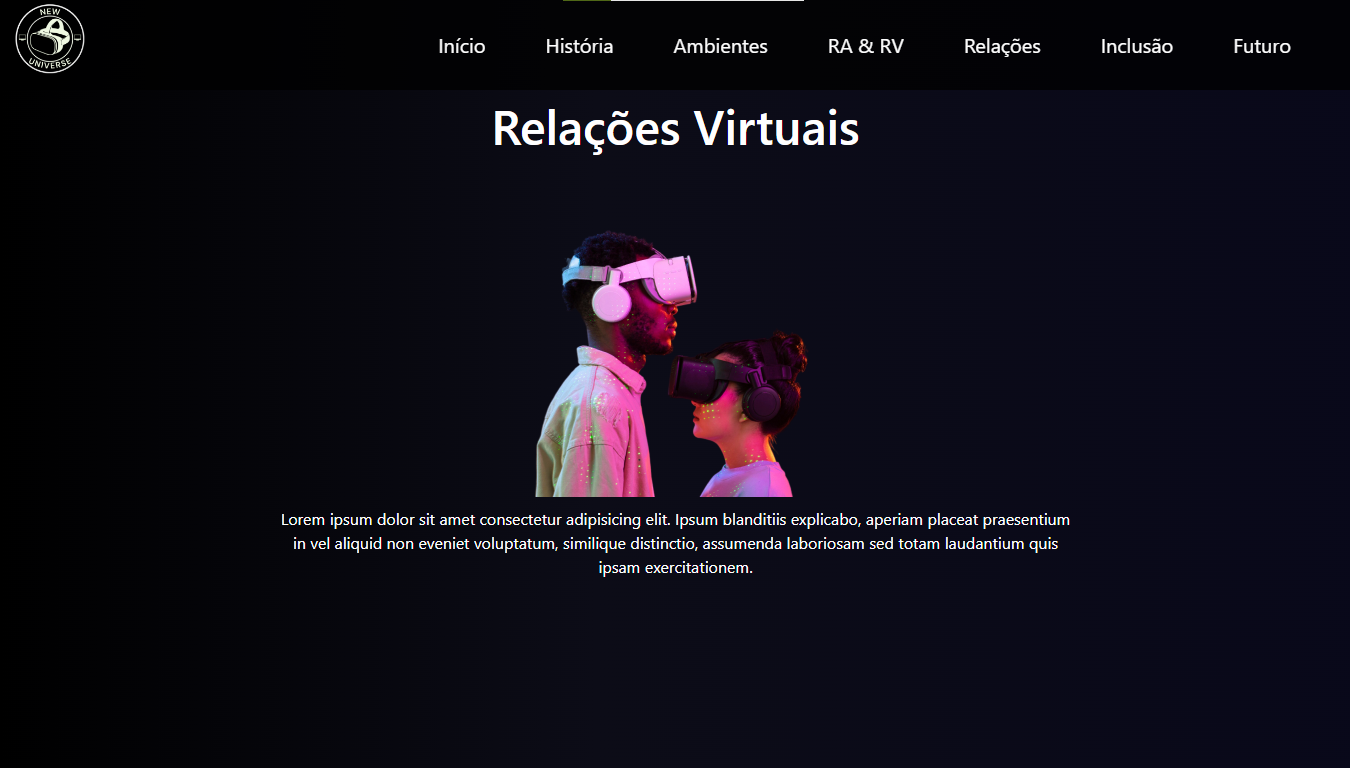 NEW
UNIVERSE
Início
História
Ambientes
RA & RV
Relações
Inclusão
Futuro
Relações Virtuais
Lorem ipsum dolor sit amet consectetur adipisicing elit. Ipsum blanditiis explicabo, aperiam placeat praesentium
in vel aliquid non eveniet voluptatum, similique distinctio, assumenda laboriosam sed totam laudantium quis
ipsam exercitationem.